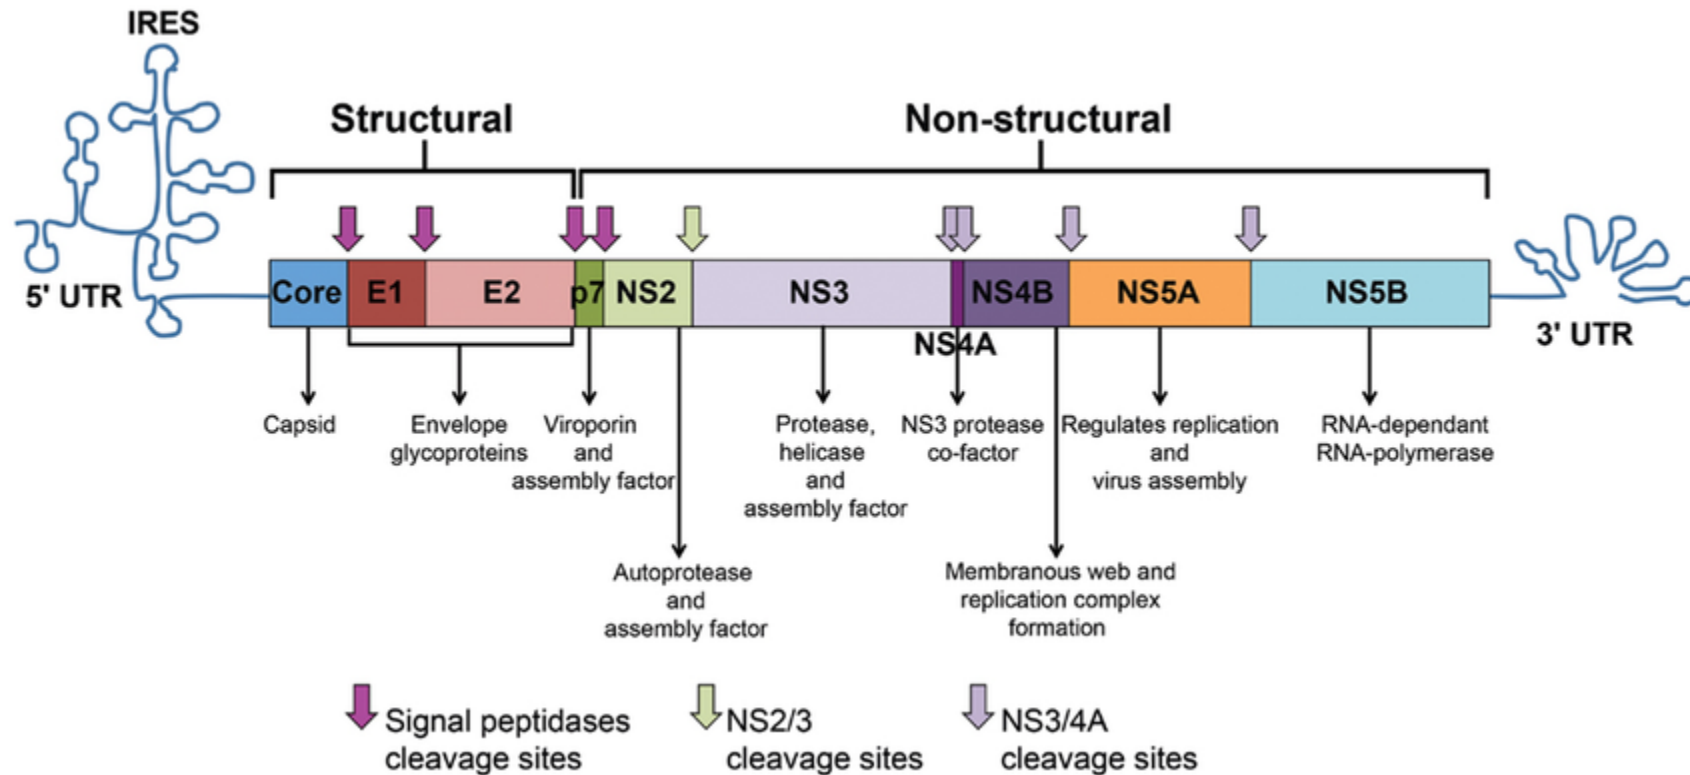 IRES
Structural
Non-structural
5' UTR
Core
E1
E2
p7
NS2
NS3
NS4A
NS4B
NS5A
NS5B
3' UTR
Capsid
Envelope
glycoproteins
Viroporin
and
assembly factor
Autoprotease
and
assembly factor
Protease,
helicase
and
assembly factor
NS3 protease
co-factor
Membranous web and
replication complex
formation
Regulates replication
and
virus assembly
RNA-dependant
RNA-polymerase
Signal peptidases
cleavage sites
NS2/3
cleavage sites
NS3/4A
cleavage sites